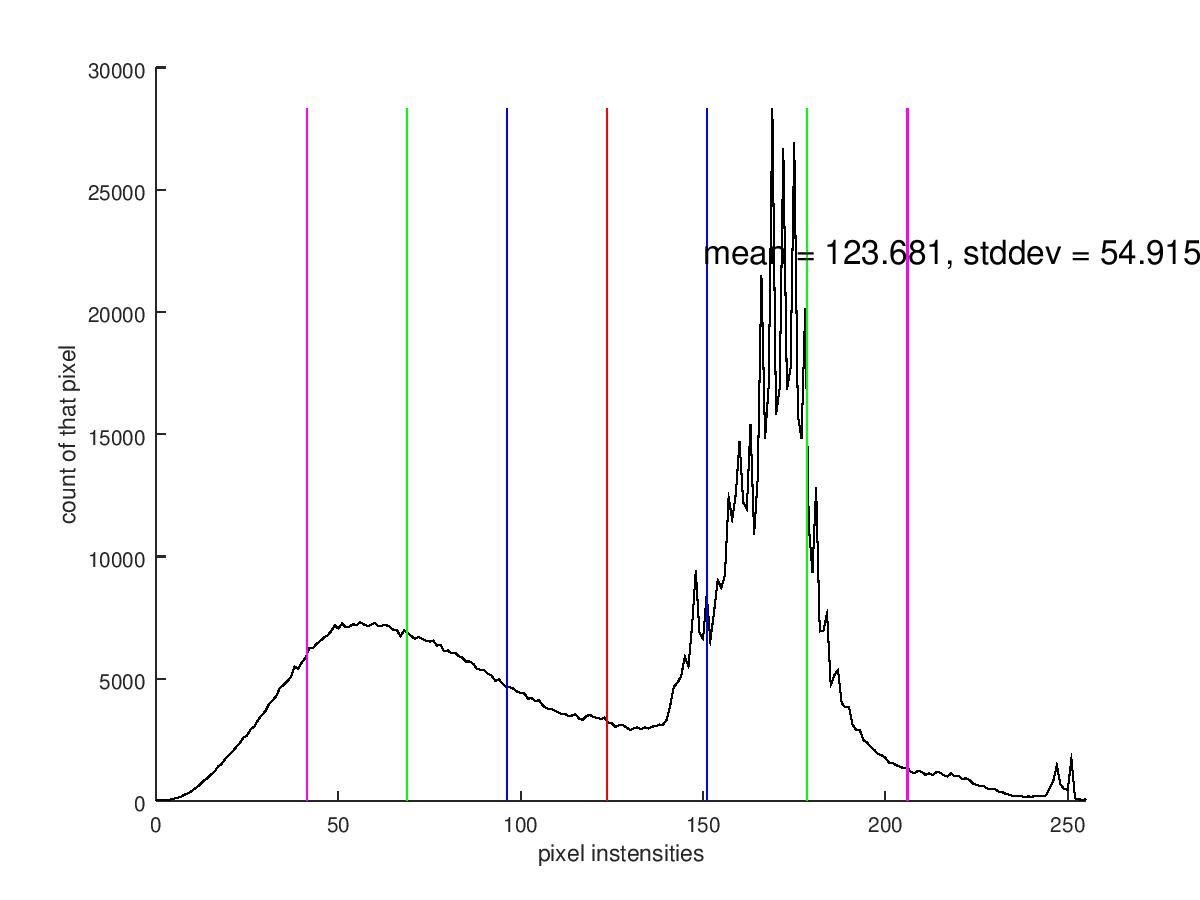 30000
25000
mean = 123.681, stddev = 54.915
20000
15000
10000
5000
0
count of that pixel
0 50 100 150 200 250
pixel instensities